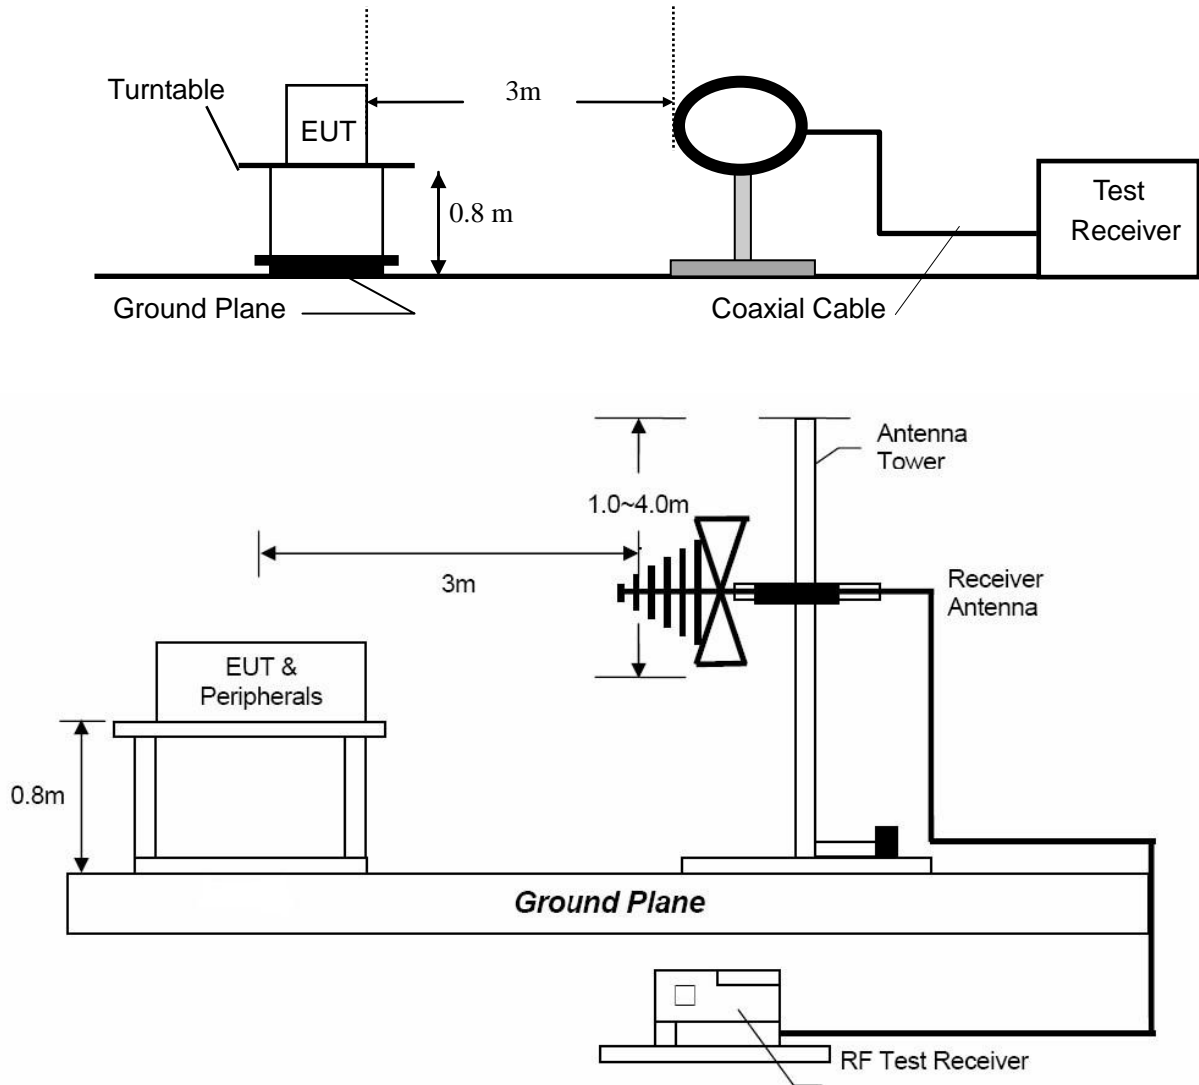 3m
Turntable
EUT
0.8 m
Test
Receiver
Ground Plane
Coaxial Cable
Antenna
Tower
1.0~4.0m
3m
Receiver
Antenna
EUT &
Peripherals
0.8m
Ground Plane
RF Test Receiver